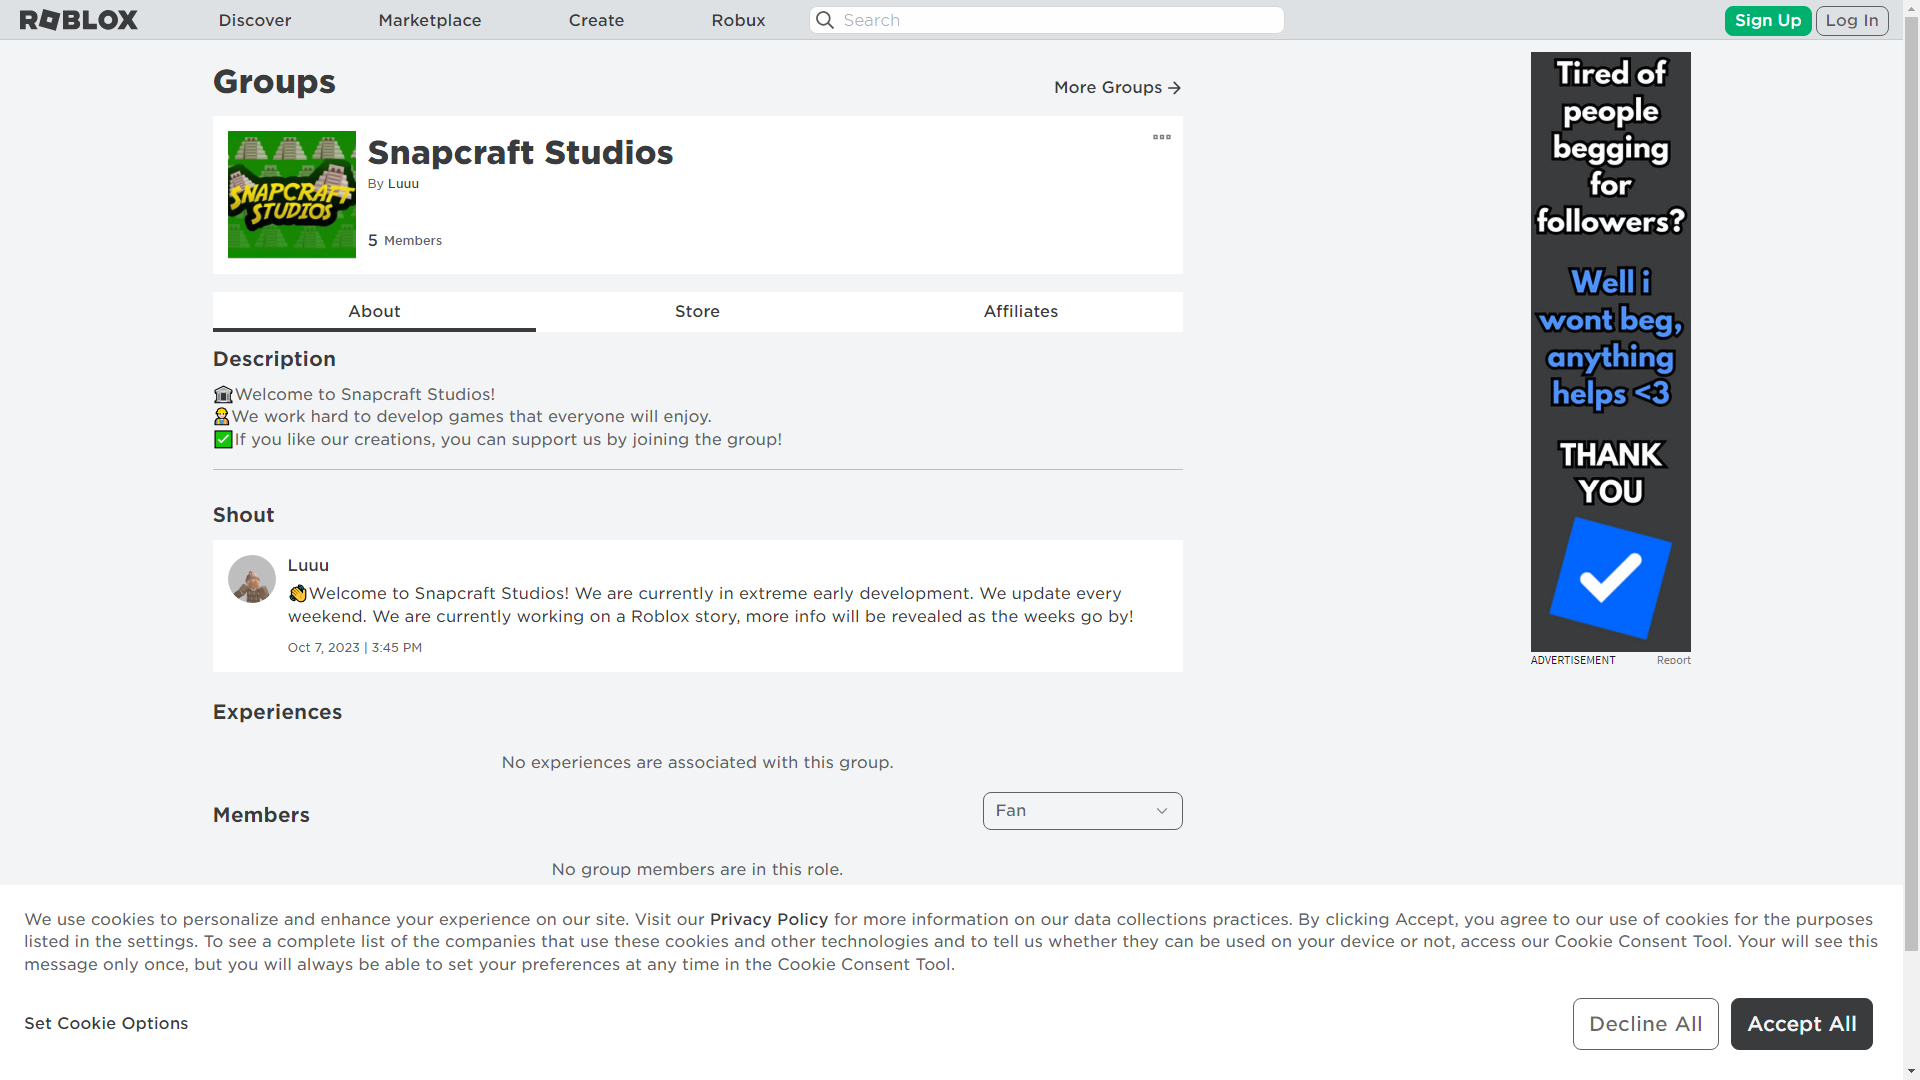 ROBLOX
Discover
Marketplace
Create
Robux
Search
Sign Up
Log In
Groups
More Groups
SNAPCRAFT
STUDIOS
Snapcraft Studios
By Luuu
5 Members
About
Store
Affiliates
Description
🏛️Welcome to Snapcraft Studios!
👷We work hard to develop games that everyone will enjoy.
✅If you like our creations, you can support us by joining the group!
Shout
Luuu
👏Welcome to Snapcraft Studios! We are currently in extreme early development. We update every
weekend. We are currently working on a Roblox story, more info will be revealed as the weeks go by!
Oct 7, 2023 | 3:45 PM
Experiences
No experiences are associated with this group.
Members
Fan
No group members are in this role.
Tired of
people
begging
for
followers?
Well i
wont beg,
anything
helps <3
THANK
YOU
ADVERTISEMENT
Report
We use cookies to personalize and enhance your experience on our site. Visit our Privacy Policy for more information on our data collections practices. By clicking Accept, you agree to our use of cookies for the purposes
listed in the settings. To see a complete list of the companies that use these cookies and other technologies and to tell us whether they can be used on your device or not, access our Cookie Consent Tool. Your will see this
message only once, but you will always be able to set your preferences at any time in the Cookie Consent Tool.
Set Cookie Options
Decline All
Accept All